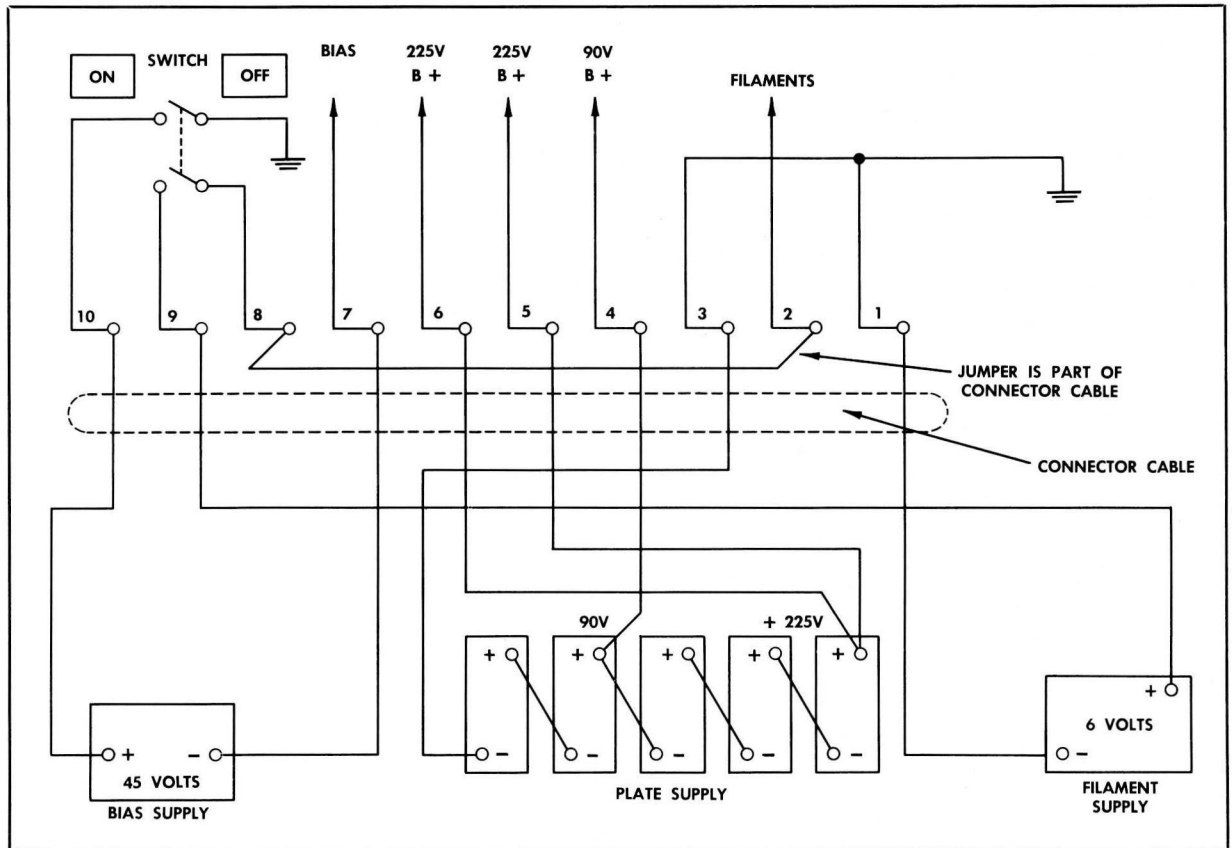 ON
SWITCH
OFF
BIAS
225V
B +
225V
B +
90V
B +
FILAMENTS
10
9
8
7
6
5
4
3
2
1
JUMPER IS PART OF
CONNECTOR CABLE
CONNECTOR CABLE
90V
+ 225V
+ + + + +
- - - - -
PLATE SUPPLY
+ -
45 VOLTS
BIAS SUPPLY
+
6 VOLTS
-
FILAMENT
SUPPLY